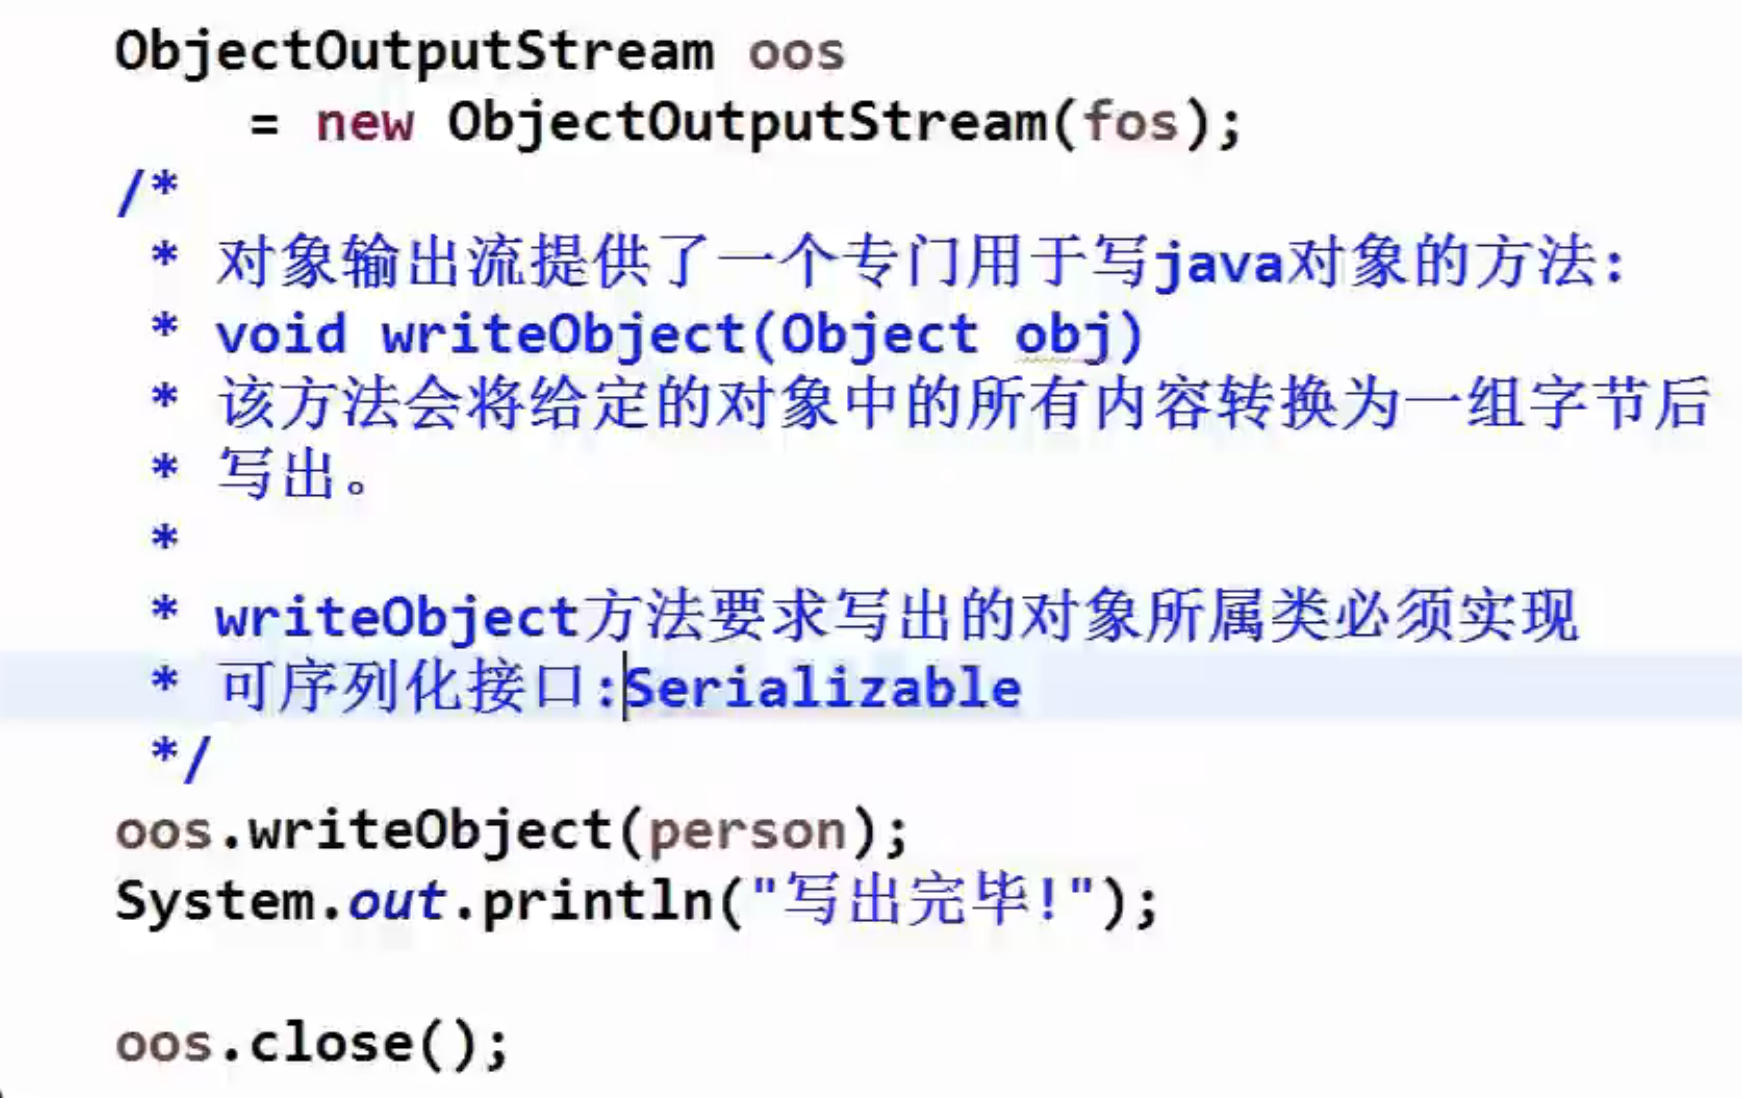 ObjectOutputStream oos
= new ObjectOutputStream(fos);
/*
* 对象输出流提供了一个专门用于写java对象的方法:
* void writeObject(Object obj)
* 该方法会将给定的对象中的所有内容转换为一组字节后
* 写出。
*
* writeObject方法要求写出的对象所属类必须实现
* 可序列化接口:Serializable
*/
oos.writeObject(person);
System.out.println("写出完毕!");
oos.close();